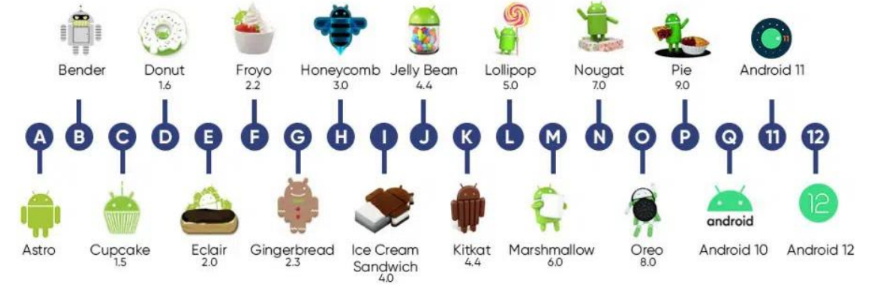 Bender
Donut
1.6
Froyo
2.2
Honeycomb
3.0
Jelly Bean
4.4
Lollipop
5.0
Nougat
7.0
Pie
9.0
11
Android 11
A B C D E F G H I J K L M N O P Q 11 12
Astro
Cupcake
1.5
Eclair
2.0
Gingerbread
2.3
Ice Cream
Sandwich
4.0
Kitkat
4.4
Marshmallow
6.0
Oreo
8.0
android
Android 10
12
Android 12